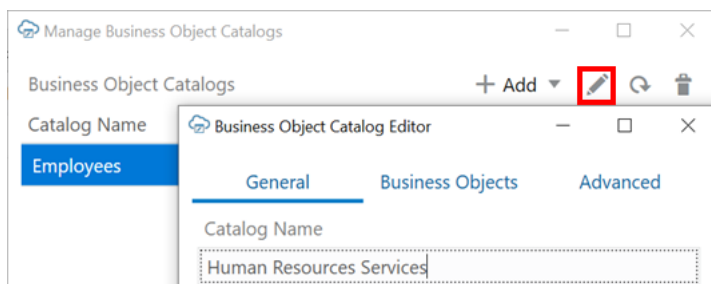 Manage Business Object Catalogs
Business Object Catalogs
Add
Catalog Name
Employees
Business Object Catalog Editor
General Business Objects Advanced
Catalog Name
Human Resources Services